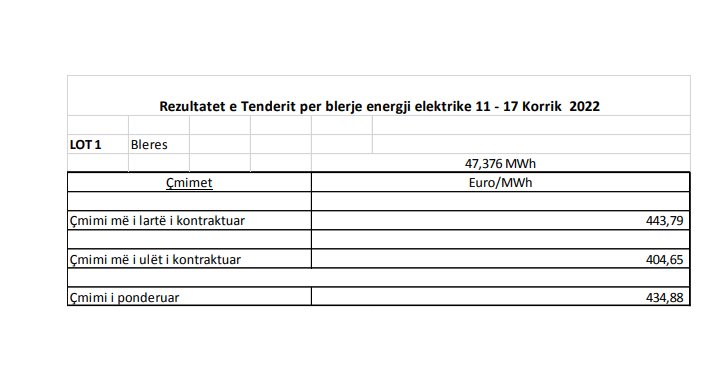 Rezultatet e Tenderit per blerje energji elektrike 11 - 17 Korrik 2022
LOT 1 Bleres
47,376 MWh
Çmimet Euro/MWh
Çmimi më i lartë i kontraktuar 443,79
Çmimi më i ulët i kontraktuar 404,65
Çmimi i ponderuar 434,88